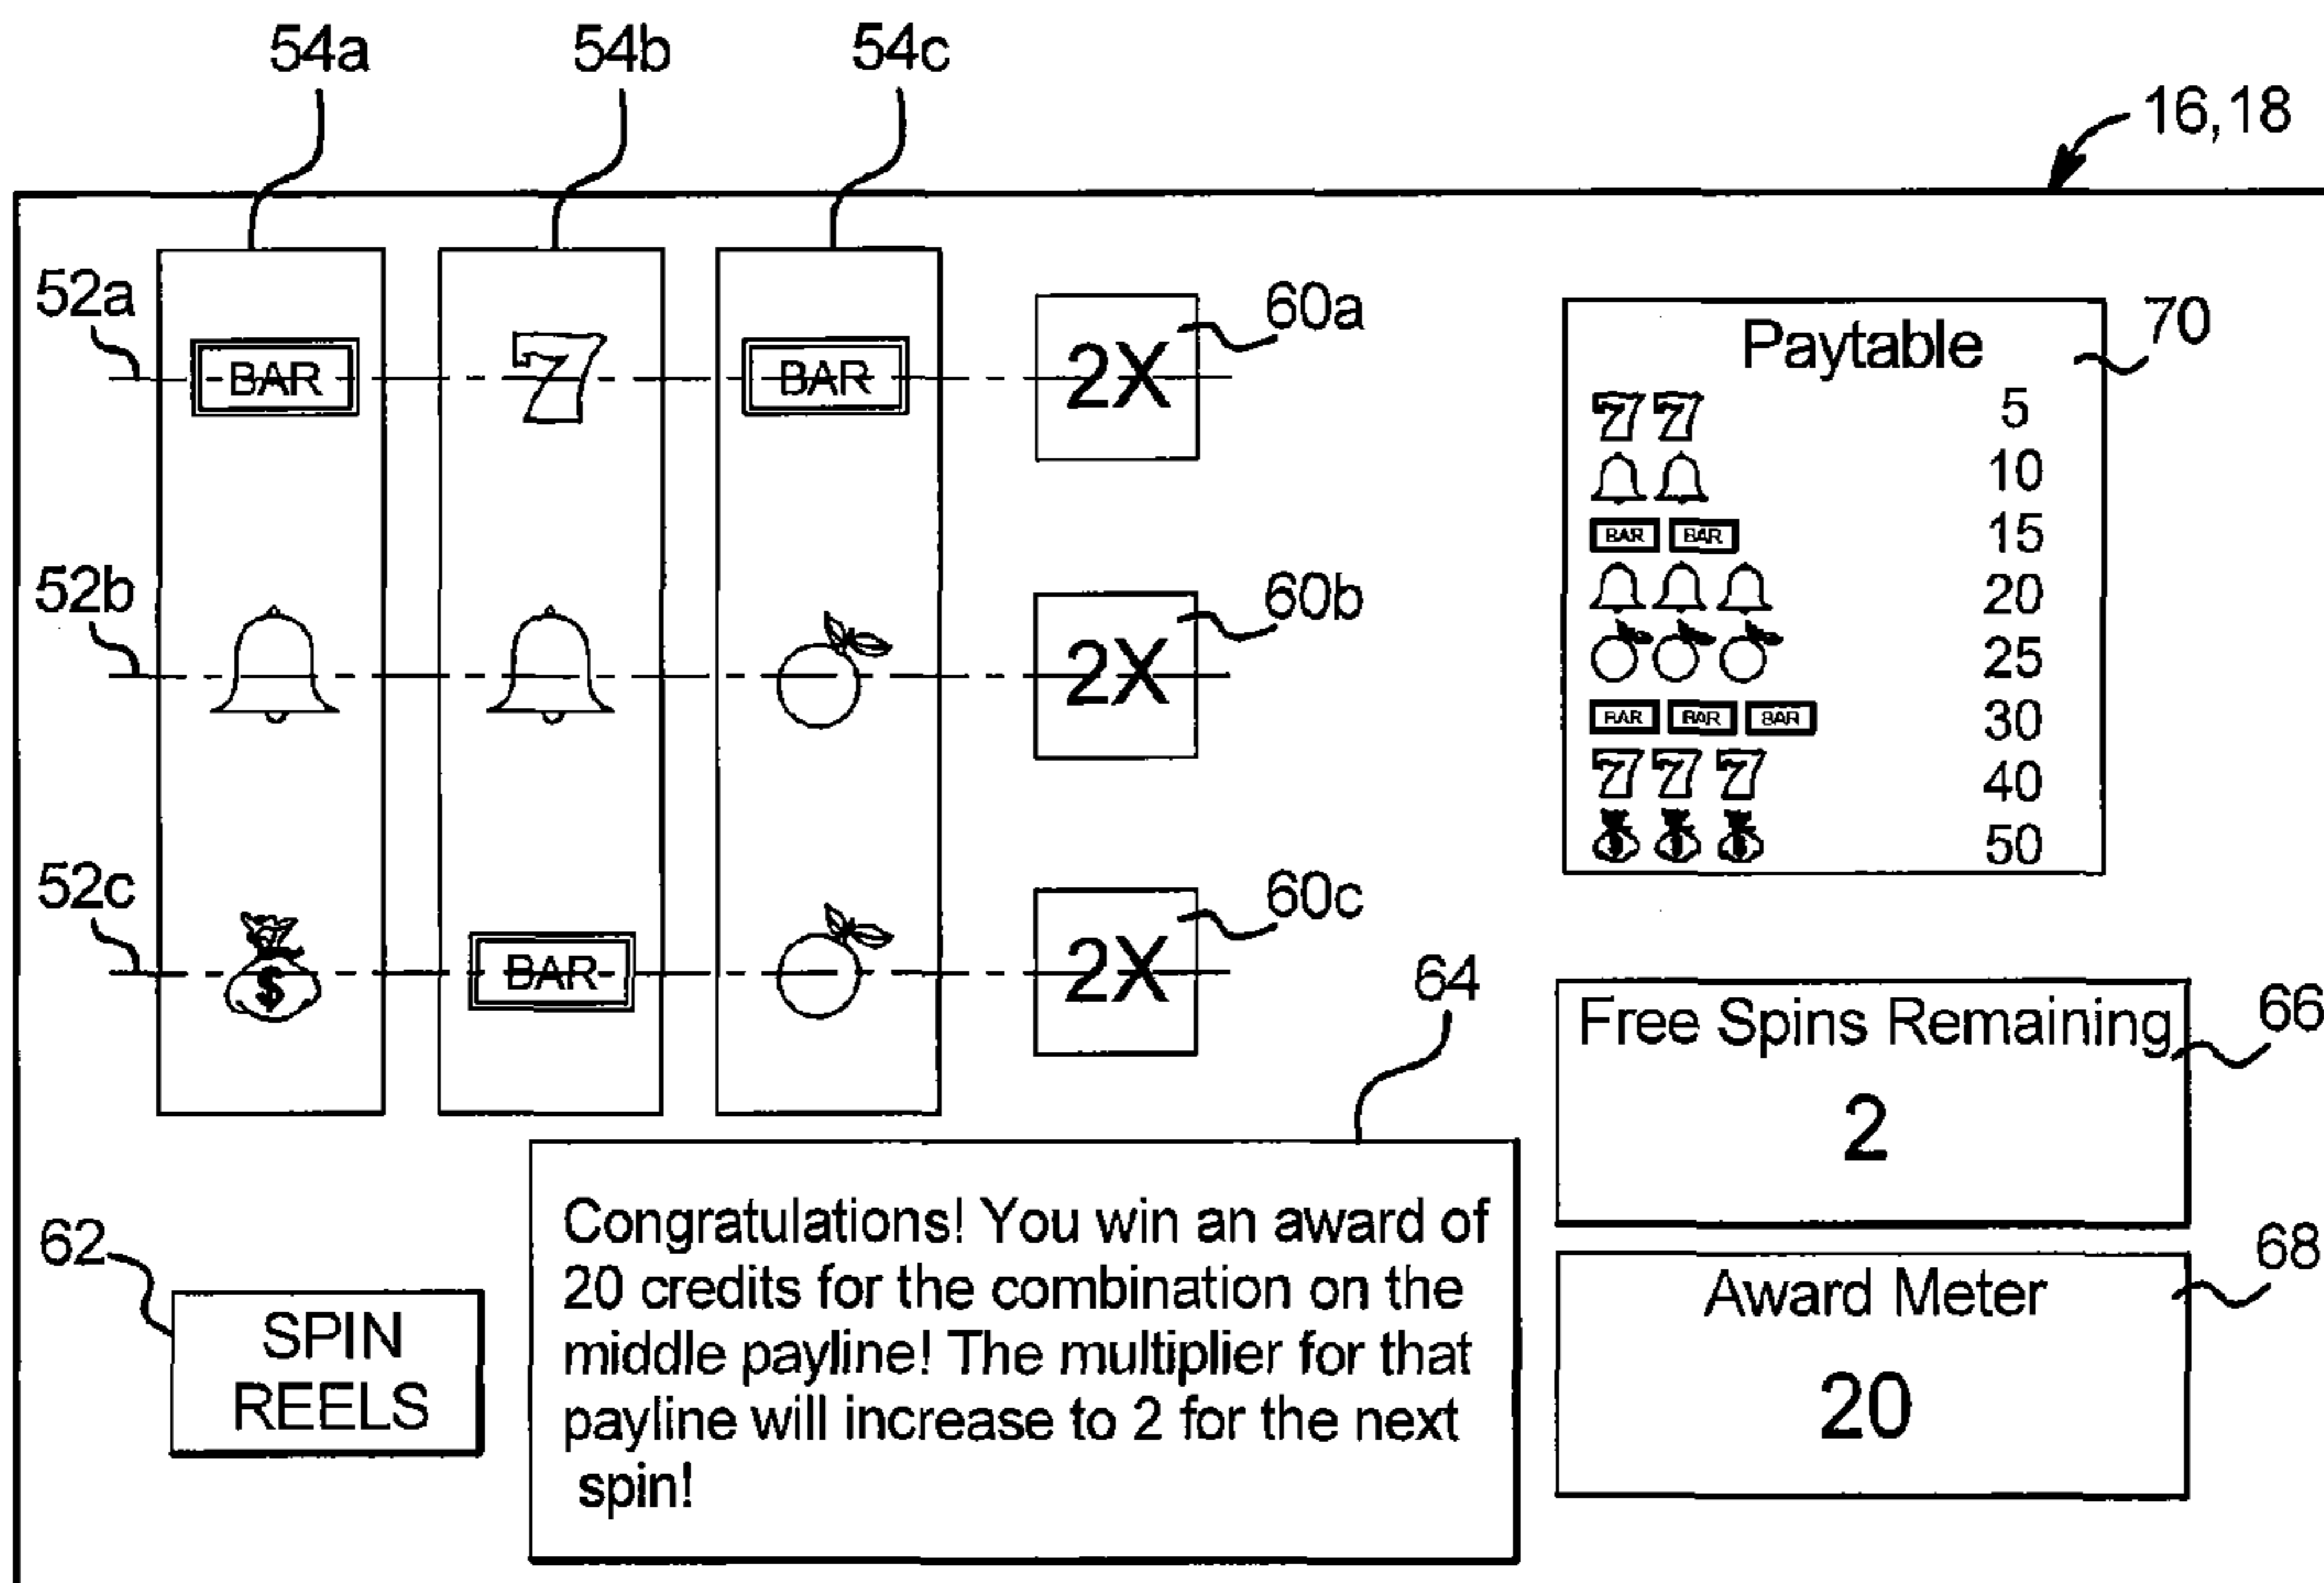 54a 54b 54c
16,18
52a BAR 7 BAR 2X 60a
52b 2X 60b
52c $ BAR 2X 60c
Paytable 70
77 5
10
BAR BAR 15
20
25
BAR BAR BAR 30
777 40
$ $ $ 50
64
Free Spins Remaining 66
2
Award Meter 68
20
62
SPIN
REELS
Congratulations! You win an award of
20 credits for the combination on the
middle payline! The multiplier for that
payline will increase to 2 for the next
spin!